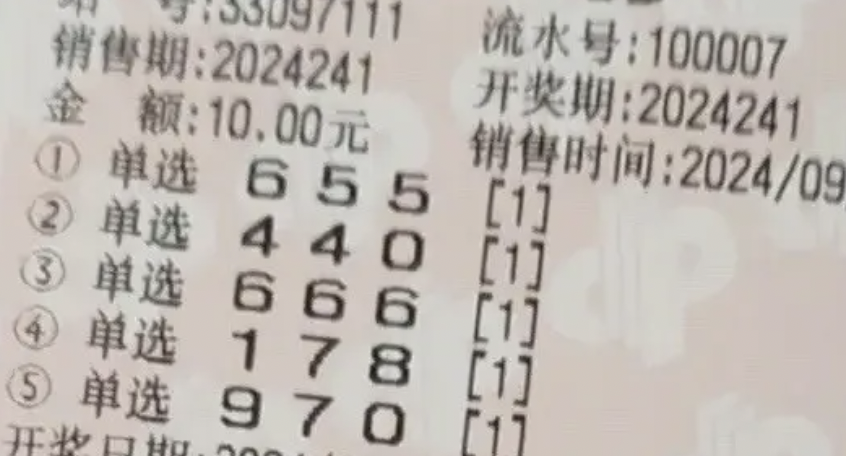 号:33097111
流水号:100007
销售期:2024241
开奖期:2024241
金 额:10.00元
销售时间:2024/09
① 单选 6 5 5 [1]
② 单选 4 4 0 [1]
③ 单选 6 6 6 [1]
④ 单选 1 7 8 [1]
⑤ 单选 9 7 0 [1]
开奖日期:202